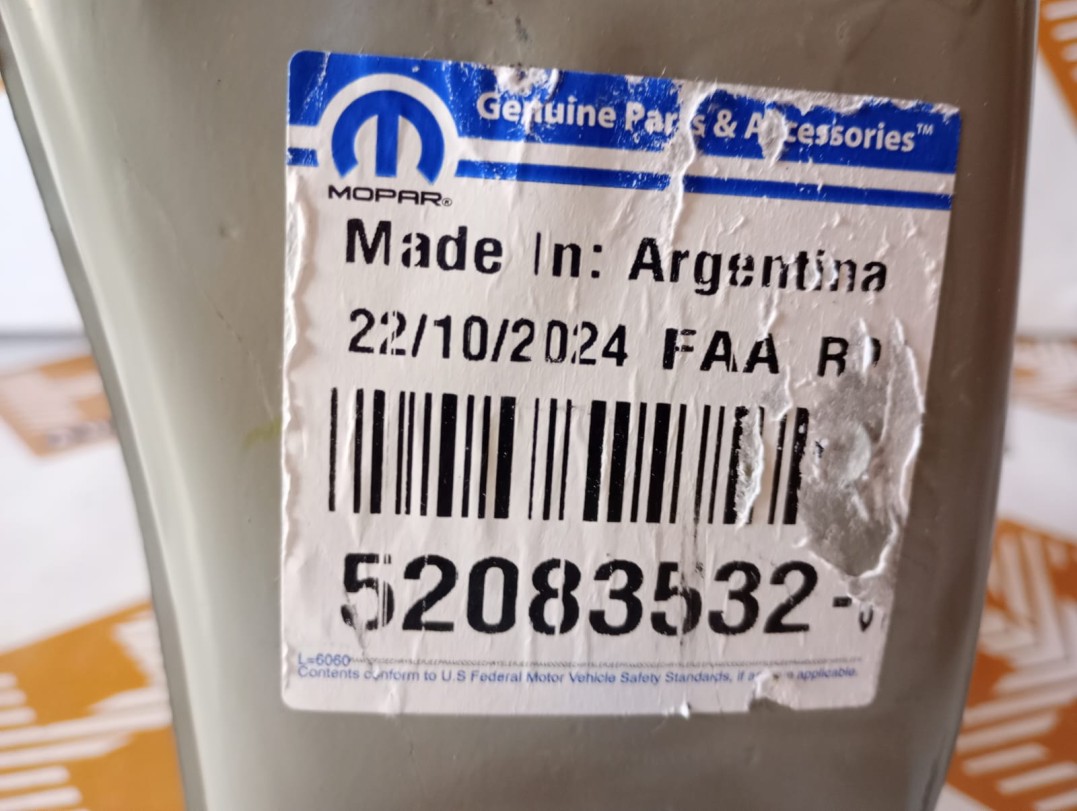 Genuine Parts & Accessories™
MOPAR®
Made In: Argentina
22/10/2024 FAA
52083532-
L=6060
Contents conform to U.S Federal Motor Vehicle Safety Standards, if applicable.